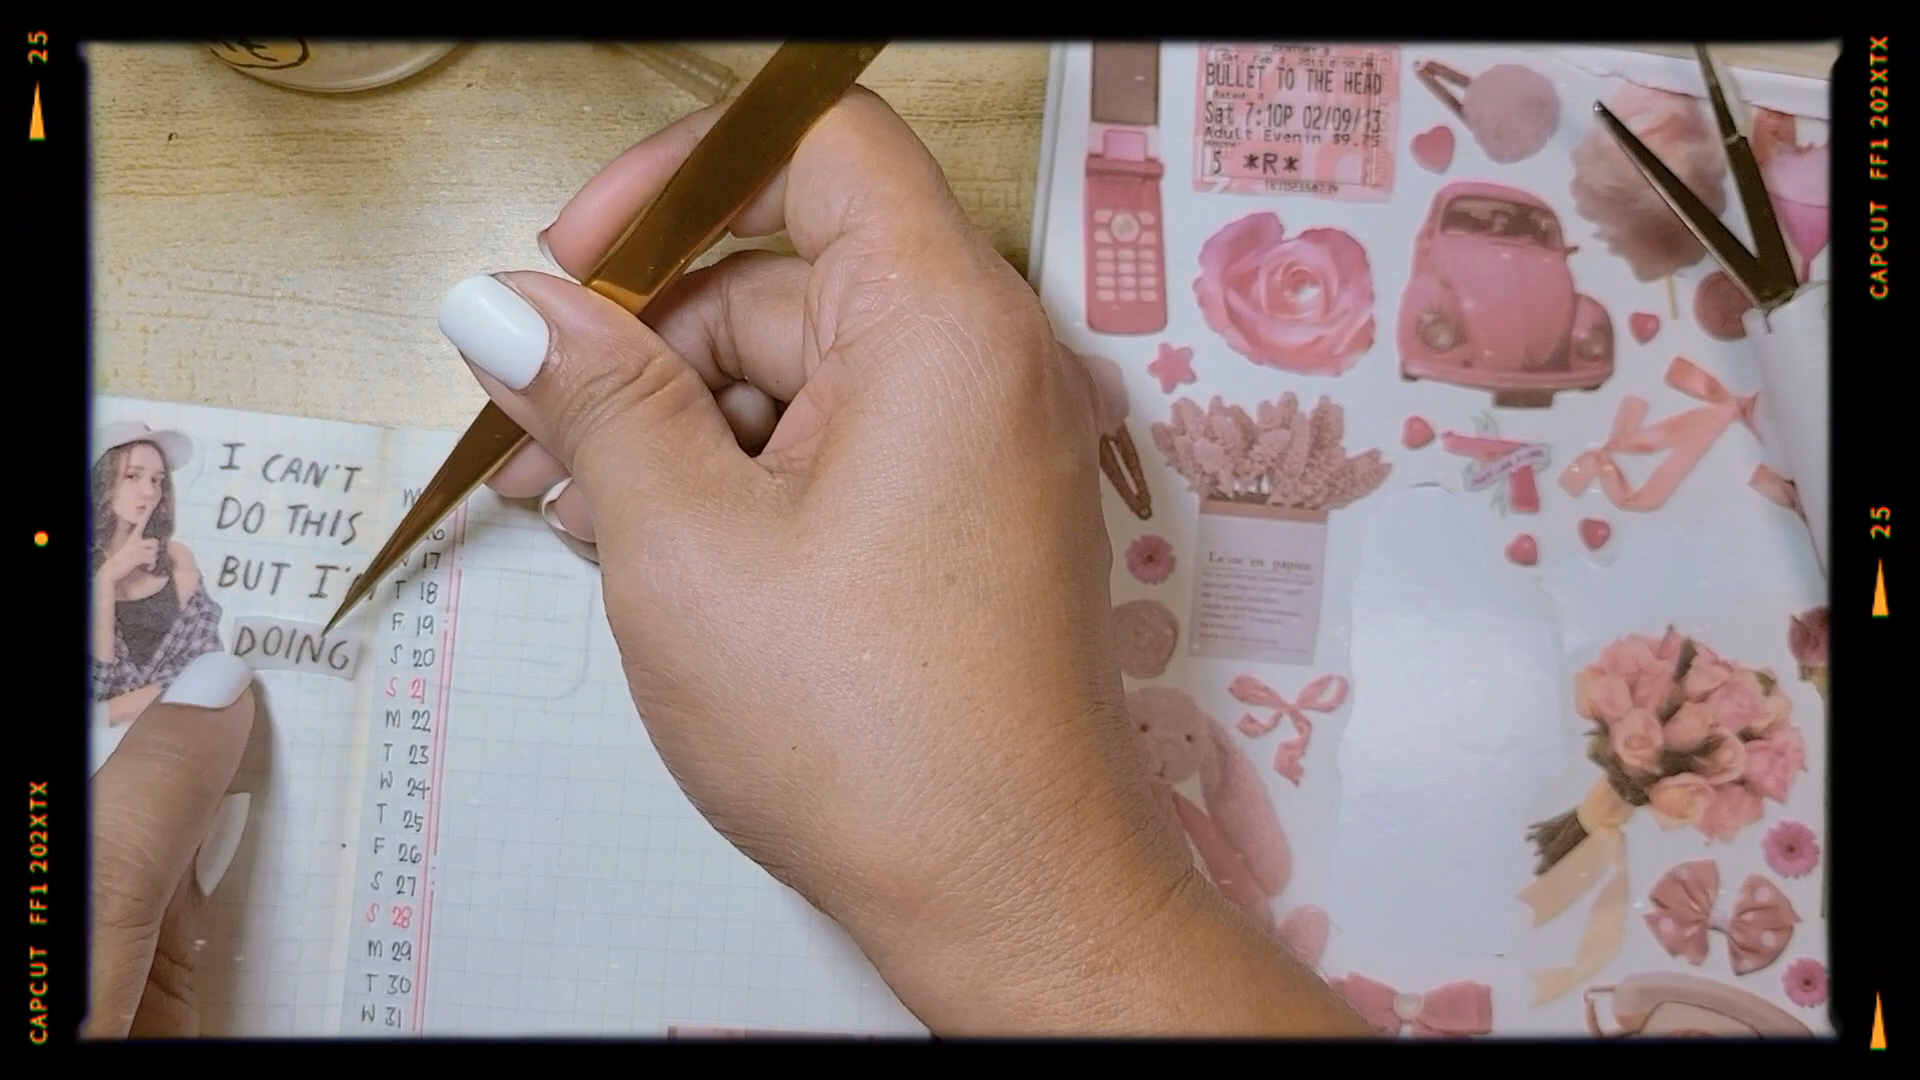 25
CAPCUT FF1 202XTX
CAPCUT FF1 202XTX
25
I CAN'T
DO THIS
BUT
DOING
M
W 17
T 18
F 19
S 20
S 21
M 22
T 23
W 24
T 25
F 26
S 27
S 28
M 29
T 30
W 31
BULLET TO THE HEAD
Sat 7:10P 02/09/13
Adult Evenin $9.75
5 *R*
Le sac en papier